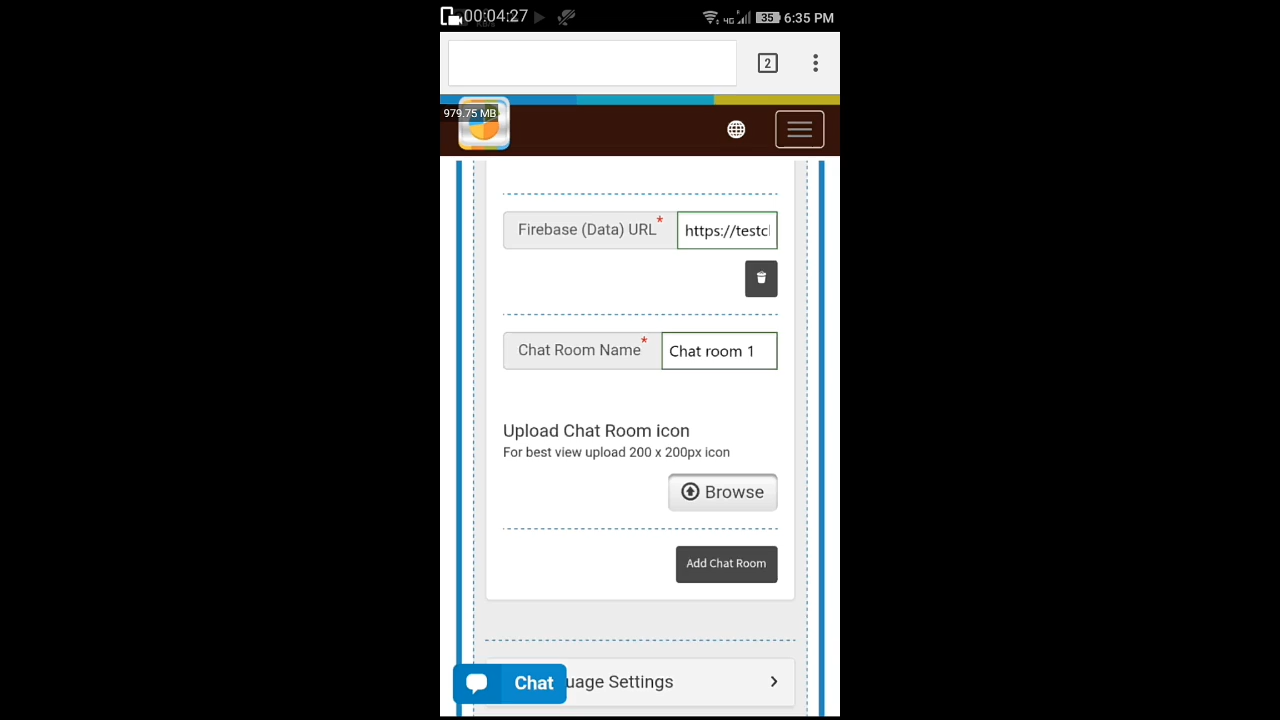 00:04:27
4G
35
6:35 PM
2
979.75 MB
Firebase (Data) URL*
https://testcl
Chat Room Name*
Chat room 1
Upload Chat Room icon
For best view upload 200 x 200px icon
Browse
Add Chat Room
Chat
uage Settings